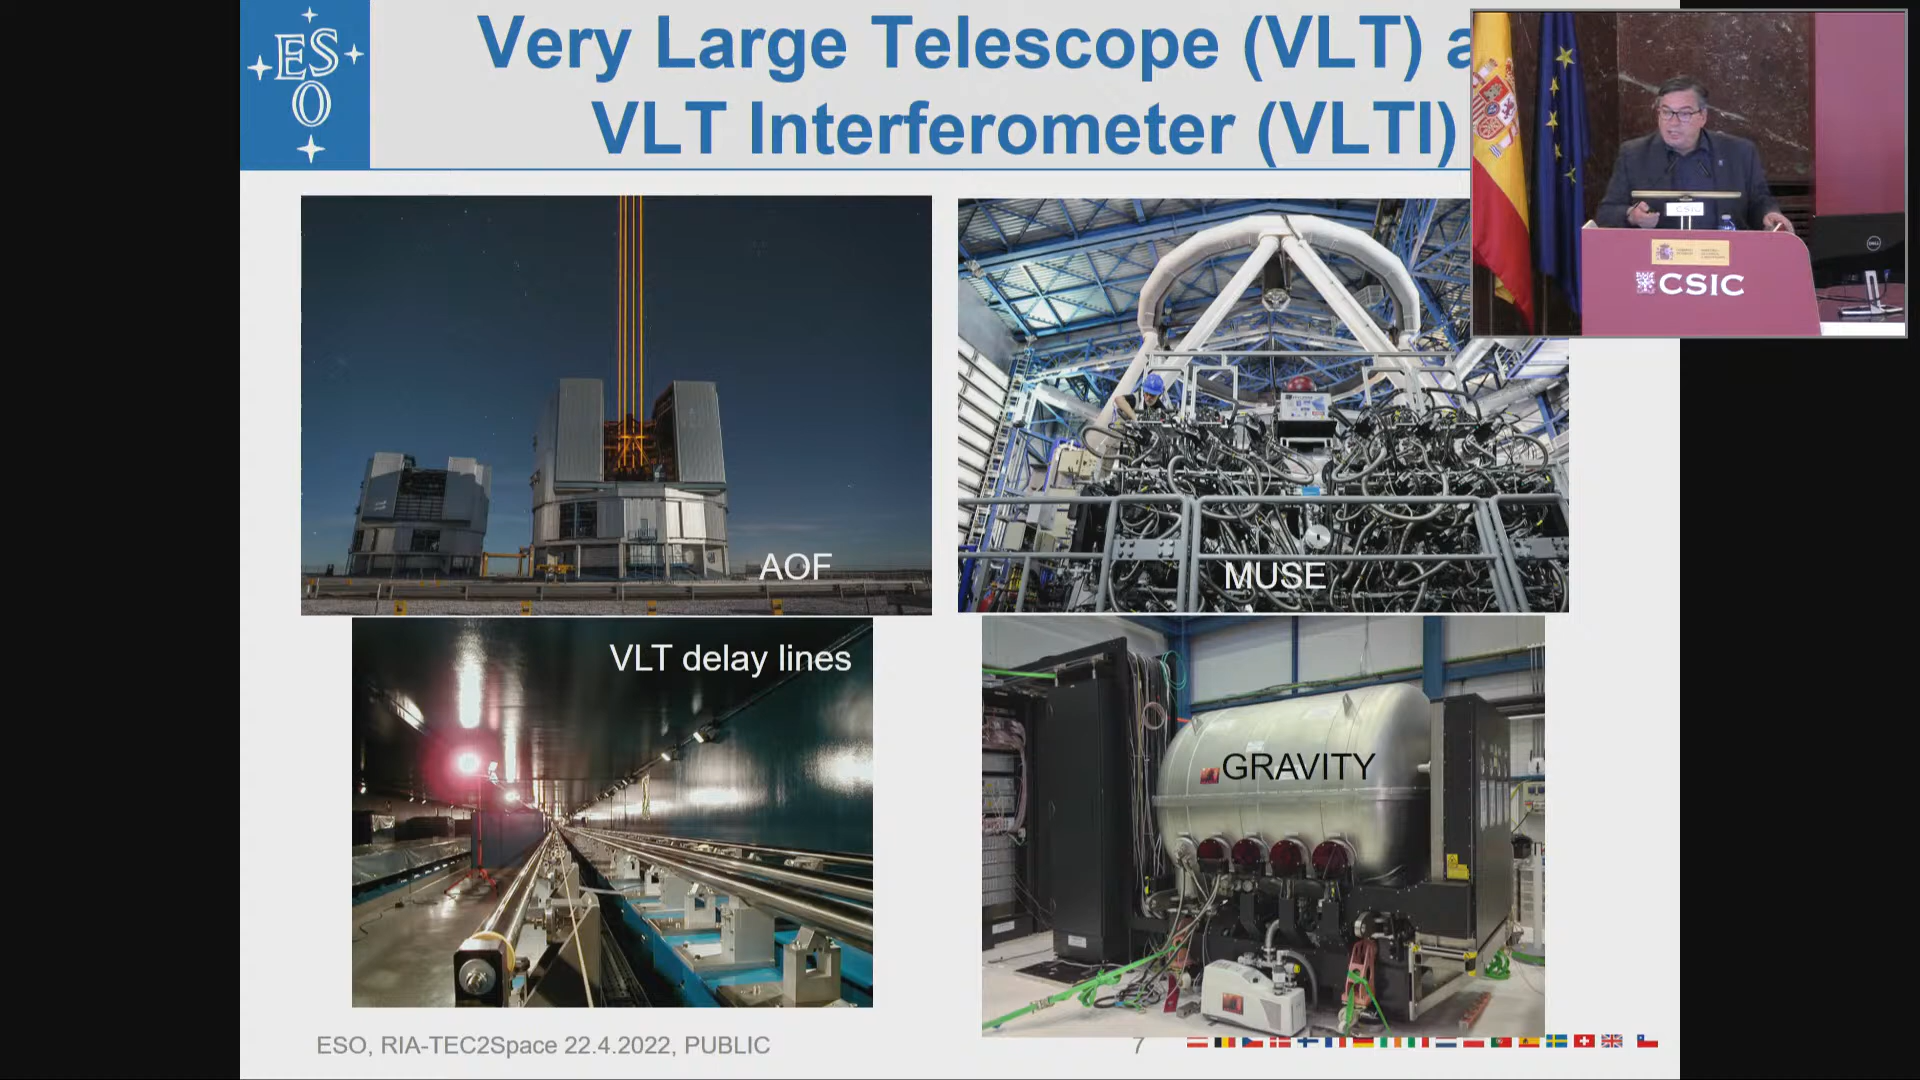 ESO
Very Large Telescope (VLT) a
VLT Interferometer (VLTI)
CSIC
CSIC
AOF
MUSE
VLT delay lines
GRAVITY
ESO, RIA-TEC2Space 22.4.2022, PUBLIC
7